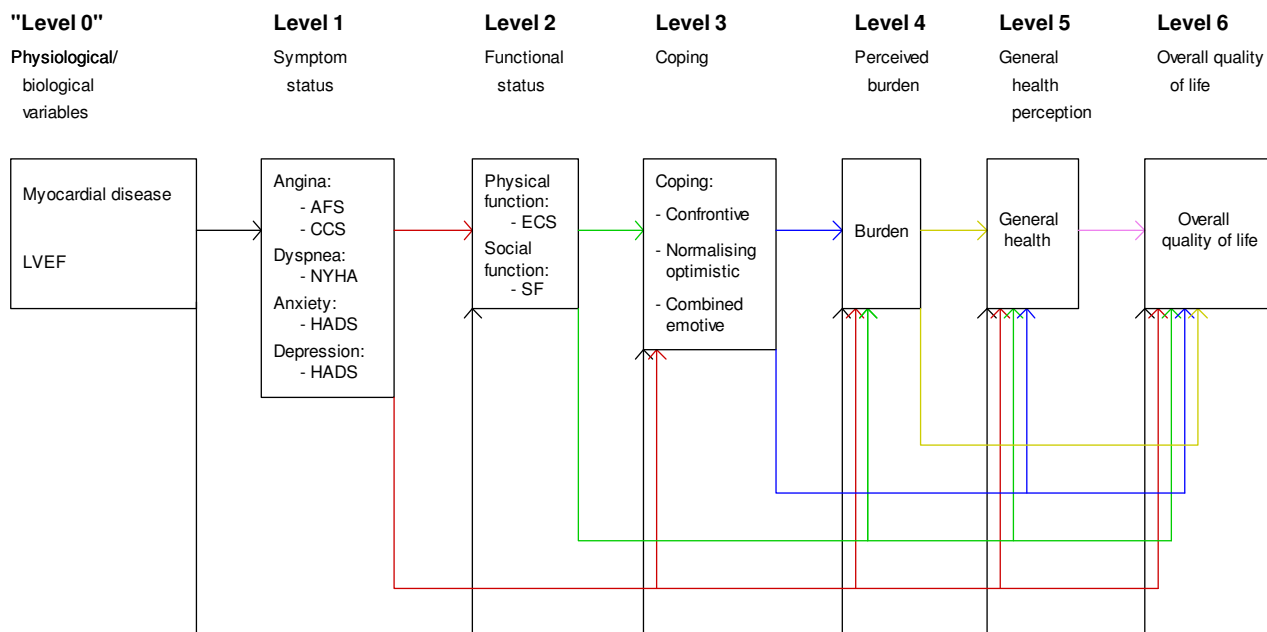 "Level 0"
Physiological/
biological
variables
Level 1
Symptom
status
Level 2
Functional
status
Level 3
Coping
Level 4
Perceived
burden
Level 5
General
health
perception
Level 6
Overall quality
of life
Myocardial disease
LVEF
Angina:
- AFS
- CCS
Dyspnea:
- NYHA
Anxiety:
- HADS
Depression:
- HADS
Physical
function:
- ECS
Social
function:
- SF
Coping:
- Confrontive
- Normalising
optimistic
- Combined
emotive
Burden
General
health
Overall
quality of life